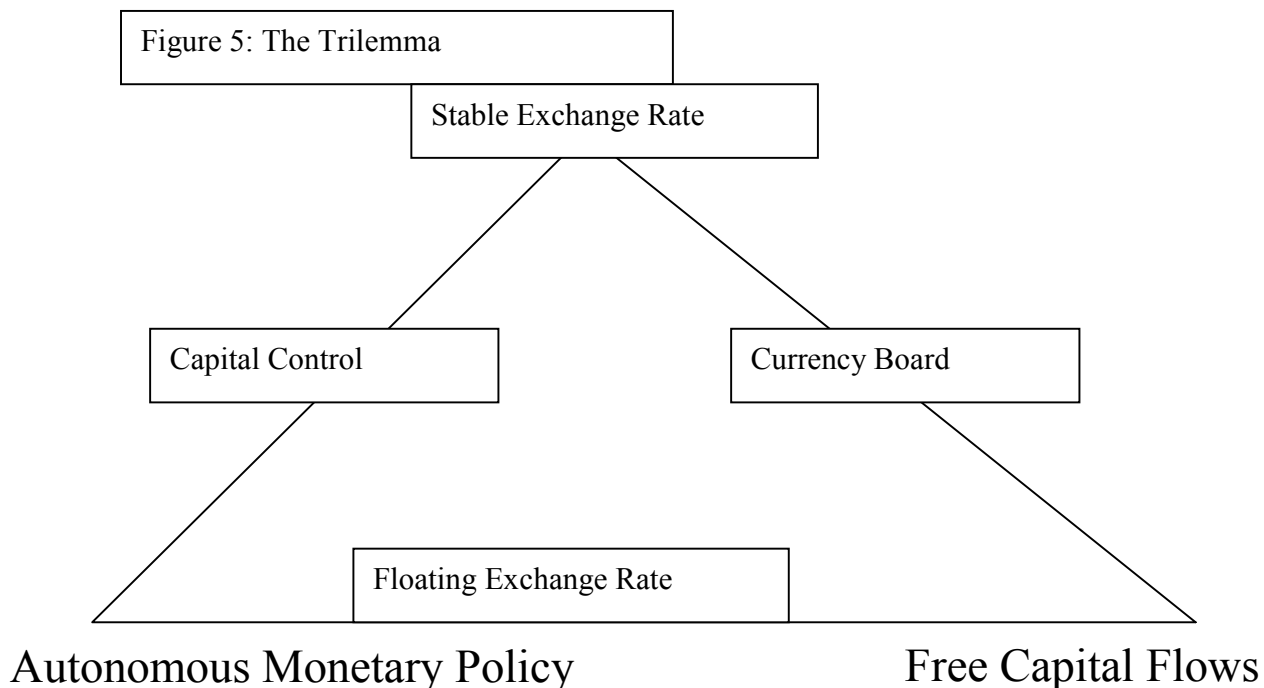 Figure 5: The Trilemma
Stable Exchange Rate
Capital Control
Currency Board
Floating Exchange Rate
Autonomous Monetary Policy
Free Capital Flows